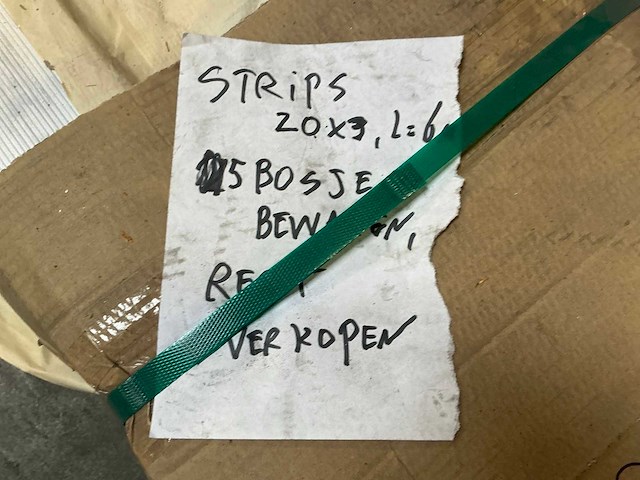 STRiPS
20x3, L=6
5 BOSJE
VERKOPEN